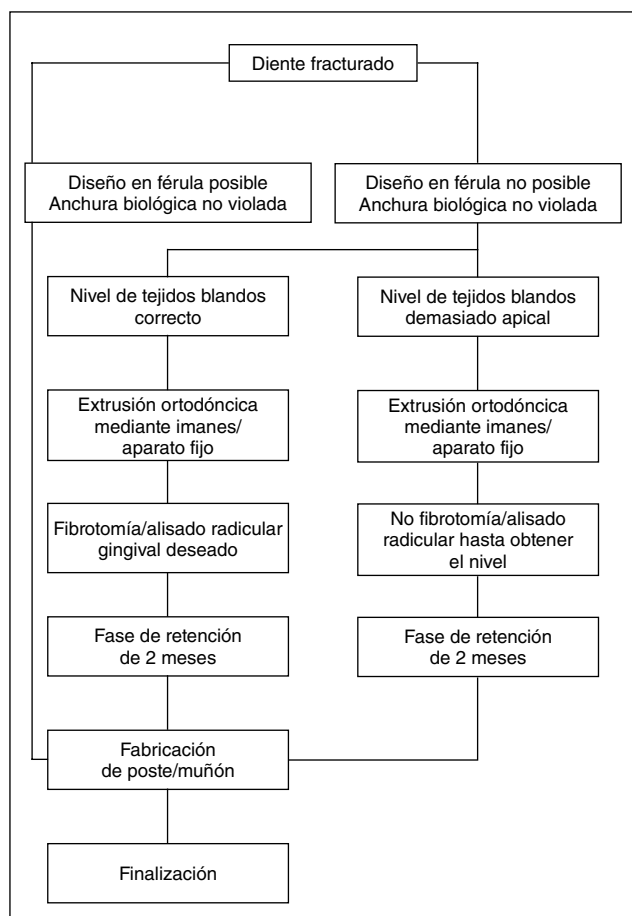 Diente fracturado
Diseño en férula posible
Anchura biológica no violada
Diseño en férula no posible
Anchura biológica no violada
Nivel de tejidos blandos
correcto
Nivel de tejidos blandos
demasiado apical
Extrusión ortodóncica
mediante imanes/
aparato fijo
Extrusión ortodóncica
mediante imanes/
aparato fijo
Fibrotomía/alisado radicular
gingival deseado
No fibrotomía/alisado
radicular hasta obtener
el nivel
Fase de retención
de 2 meses
Fase de retención
de 2 meses
Fabricación
de poste/muñón
Finalización